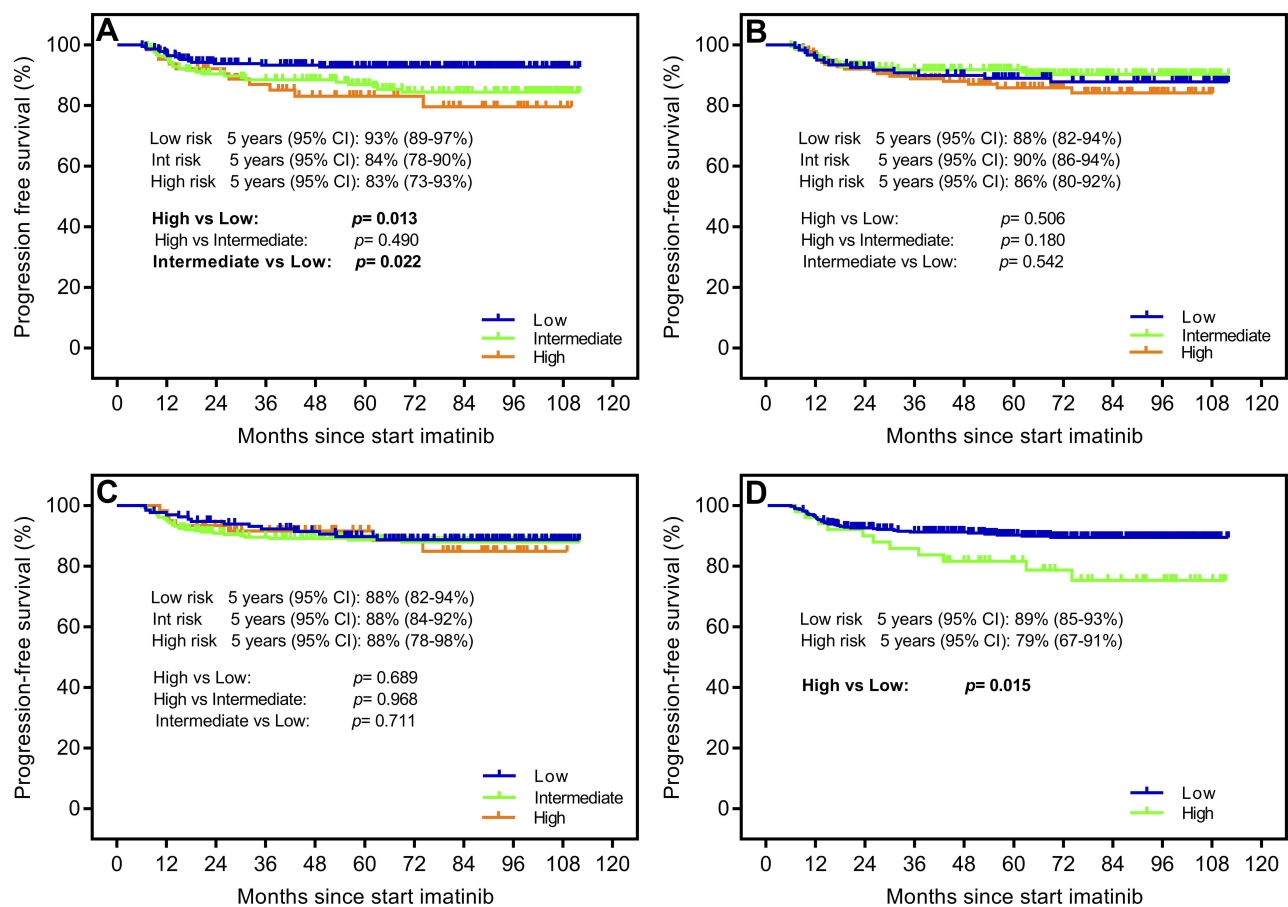 A
Progression free survival (%)
100
80
60
40
20
0
Low risk 5 years (95% CI): 93% (89-97%)
Int risk 5 years (95% CI): 84% (78-90%)
High risk 5 years (95% CI): 83% (73-93%)
High vs Low: p= 0.013
High vs Intermediate: p= 0.490
Intermediate vs Low: p= 0.022
Low
Intermediate
High
0 12 24 36 48 60 72 84 96 108 120
Months since start imatinib
B
Progression-free survival (%)
100
80
60
40
20
0
Low risk 5 years (95% CI): 88% (82-94%)
Int risk 5 years (95% CI): 90% (86-94%)
High risk 5 years (95% CI): 86% (80-92%)
High vs Low: p= 0.506
High vs Intermediate: p= 0.180
Intermediate vs Low: p= 0.542
Low
Intermediate
High
0 12 24 36 48 60 72 84 96 108 120
Months since start imatinib
C
Progression-free survival (%)
100
80
60
40
20
0
Low risk 5 years (95% CI): 88% (82-94%)
Int risk 5 years (95% CI): 88% (84-92%)
High risk 5 years (95% CI): 88% (78-98%)
High vs Low: p= 0.689
High vs Intermediate: p= 0.968
Intermediate vs Low: p= 0.711
Low
Intermediate
High
0 12 24 36 48 60 72 84 96 108 120
Months since start imatinib
D
Progression-free survival (%)
100
80
60
40
20
0
Low risk 5 years (95% CI): 89% (85-93%)
High risk 5 years (95% CI): 79% (67-91%)
High vs Low: p= 0.015
Low
High
0 12 24 36 48 60 72 84 96 108 120
Months since start imatinib